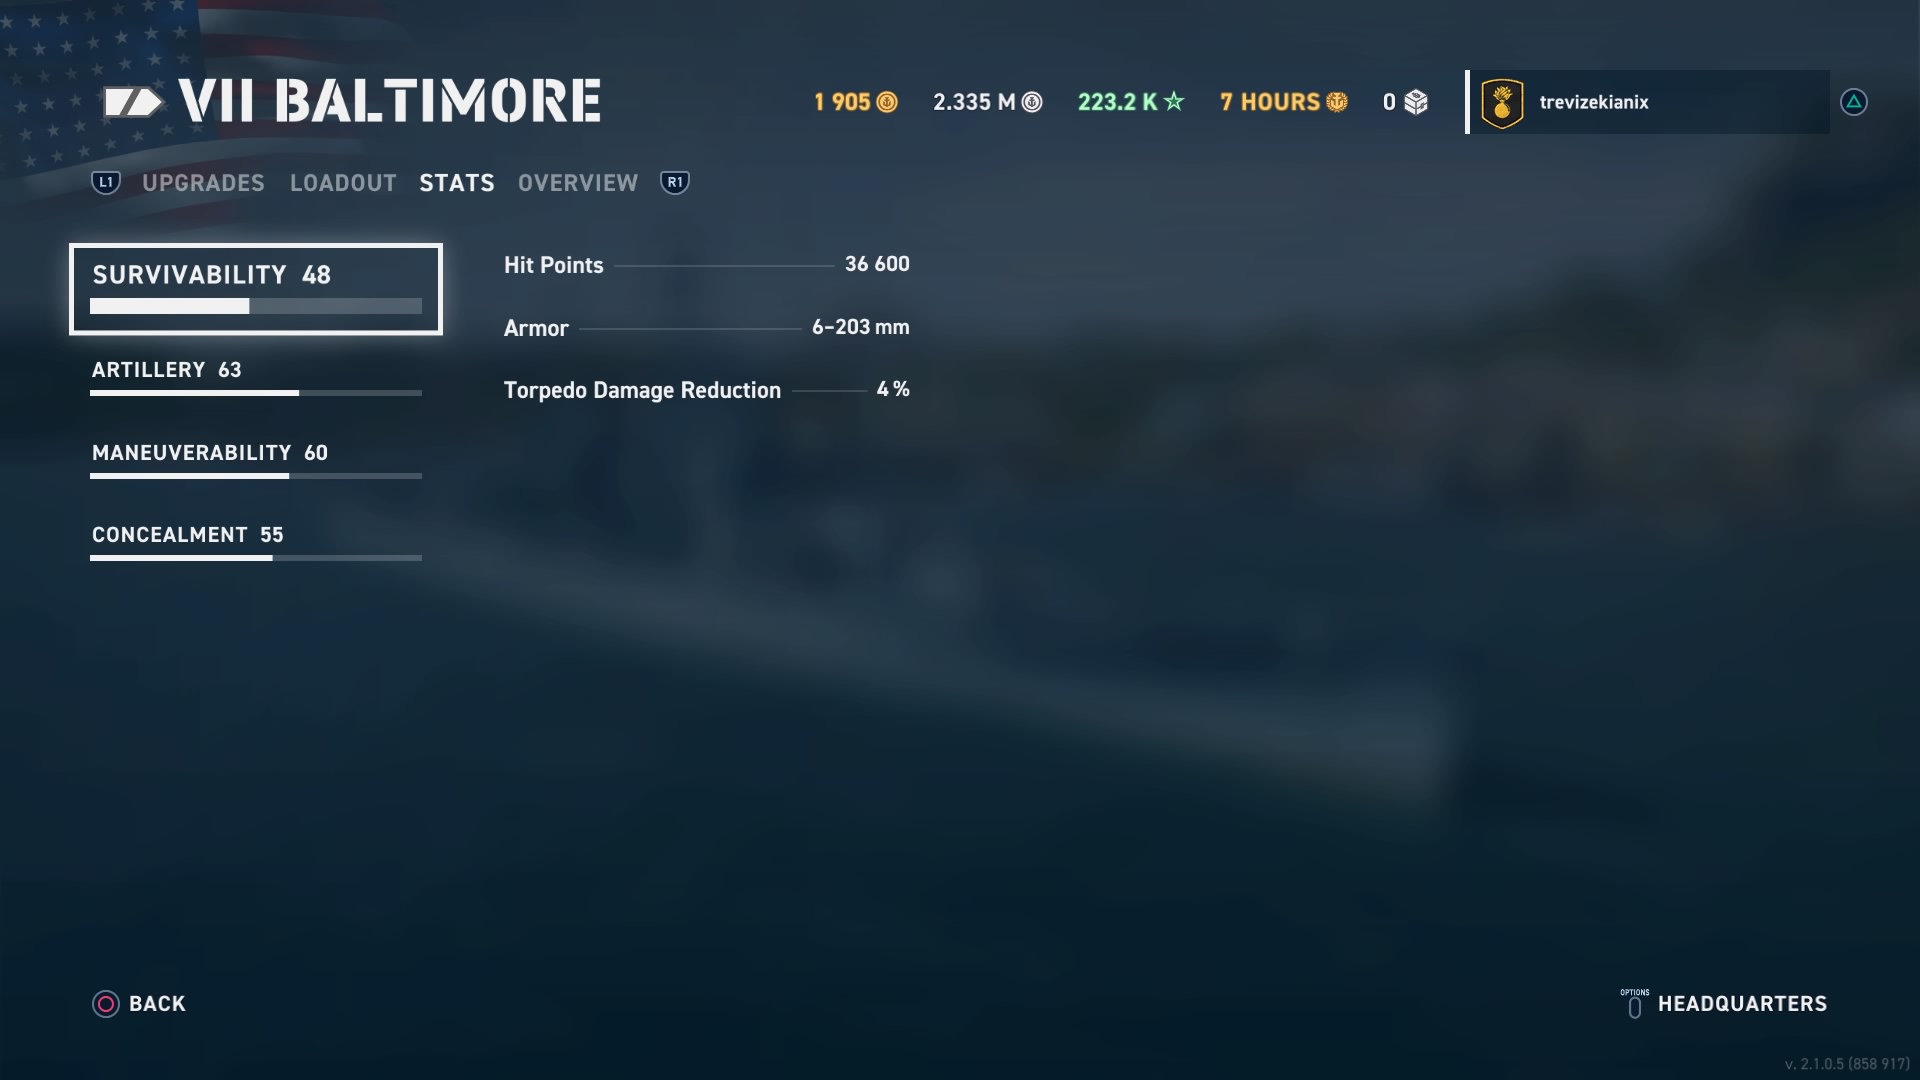 VII BALTIMORE
1 905
2.335 M
223.2 K
7 HOURS
0
trevizekianix
L1 UPGRADES LOADOUT STATS OVERVIEW R1
SURVIVABILITY 48
Hit Points 36 600
Armor 6–203 mm
Torpedo Damage Reduction 4 %
ARTILLERY 63
MANEUVERABILITY 60
CONCEALMENT 55
BACK
OPTIONS
HEADQUARTERS
v. 2.1.0.5 (858 917)